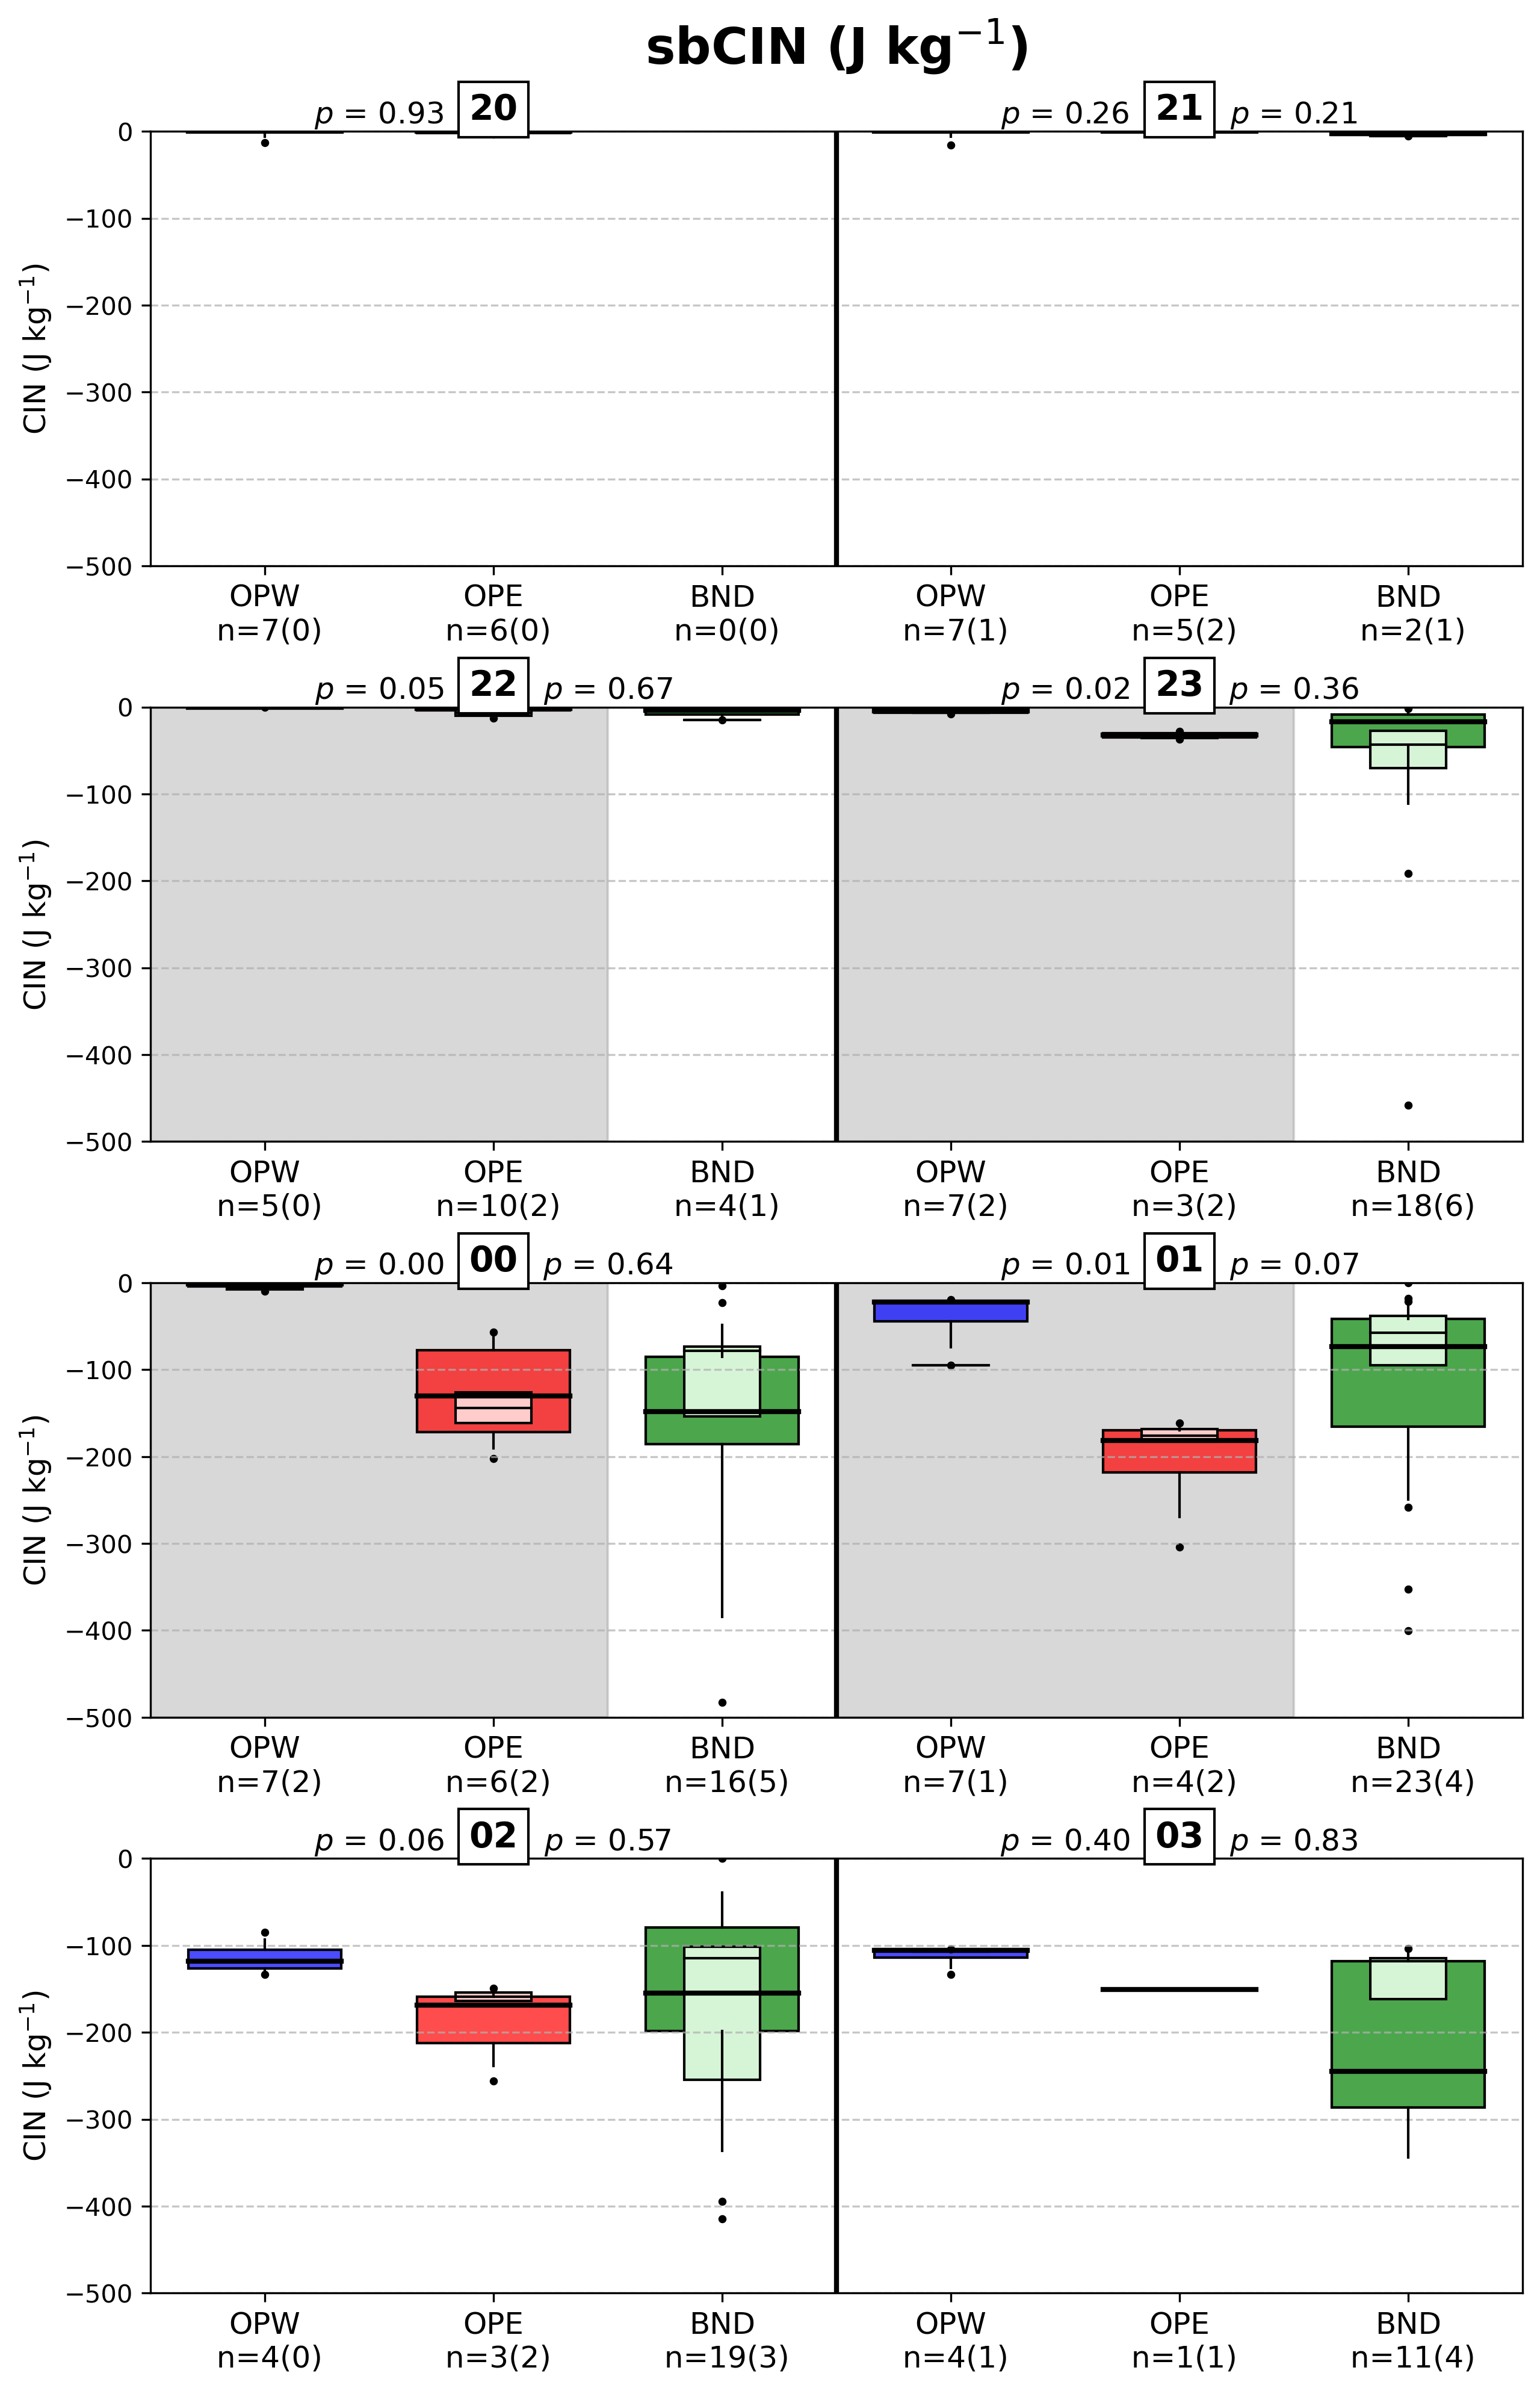 sbCIN (J kg⁻¹)
p = 0.93 20
p = 0.26 21 p = 0.21
CIN (J kg⁻¹)
0
−100
−200
−300
−400
−500
OPW OPE BND OPW OPE BND
n=7(0) n=6(0) n=0(0) n=7(1) n=5(2) n=2(1)
p = 0.05 22 p = 0.67
p = 0.02 23 p = 0.36
CIN (J kg⁻¹)
0
−100
−200
−300
−400
−500
OPW OPE BND OPW OPE BND
n=5(0) n=10(2) n=4(1) n=7(2) n=3(2) n=18(6)
p = 0.00 00 p = 0.64
p = 0.01 01 p = 0.07
CIN (J kg⁻¹)
0
−100
−200
−300
−400
−500
OPW OPE BND OPW OPE BND
n=7(2) n=6(2) n=16(5) n=7(1) n=4(2) n=23(4)
p = 0.06 02 p = 0.57
p = 0.40 03 p = 0.83
CIN (J kg⁻¹)
0
−100
−200
−300
−400
−500
OPW OPE BND OPW OPE BND
n=4(0) n=3(2) n=19(3) n=4(1) n=1(1) n=11(4)